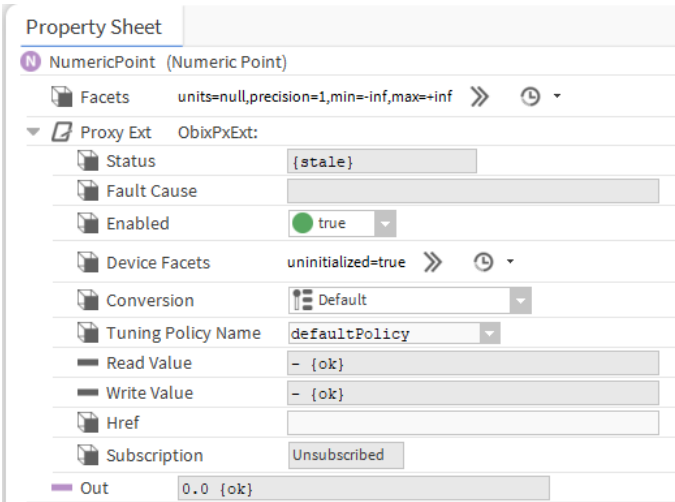 Property Sheet
N NumericPoint (Numeric Point)
Facets units=null,precision=1,min=-inf,max=+inf
Proxy Ext ObixPxExt:
Status {stale}
Fault Cause
Enabled true
Device Facets uninitialized=true
Conversion Default
Tuning Policy Name defaultPolicy
Read Value - {ok}
Write Value - {ok}
Href
Subscription Unsubscribed
Out 0.0 {ok}